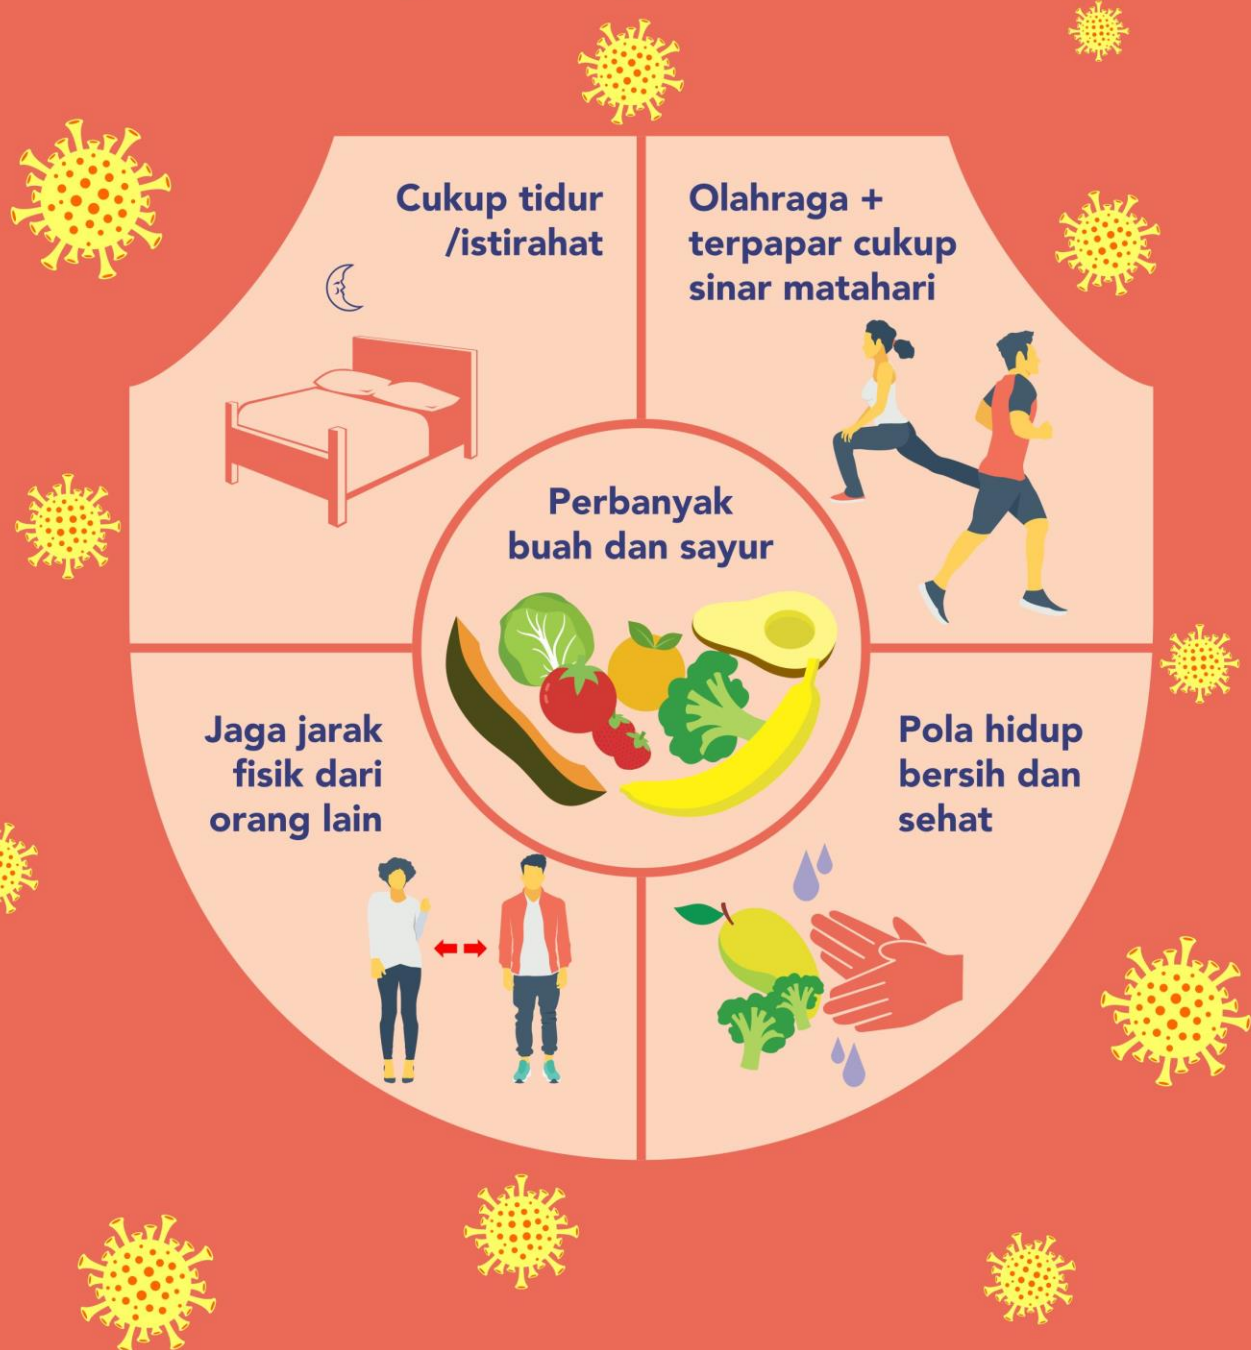 Cukup tidur
/istirahat
Olahraga +
terpapar cukup
sinar matahari
Perbanyak
buah dan sayur
Jaga jarak
fisik dari
orang lain
Pola hidup
bersih dan
sehat